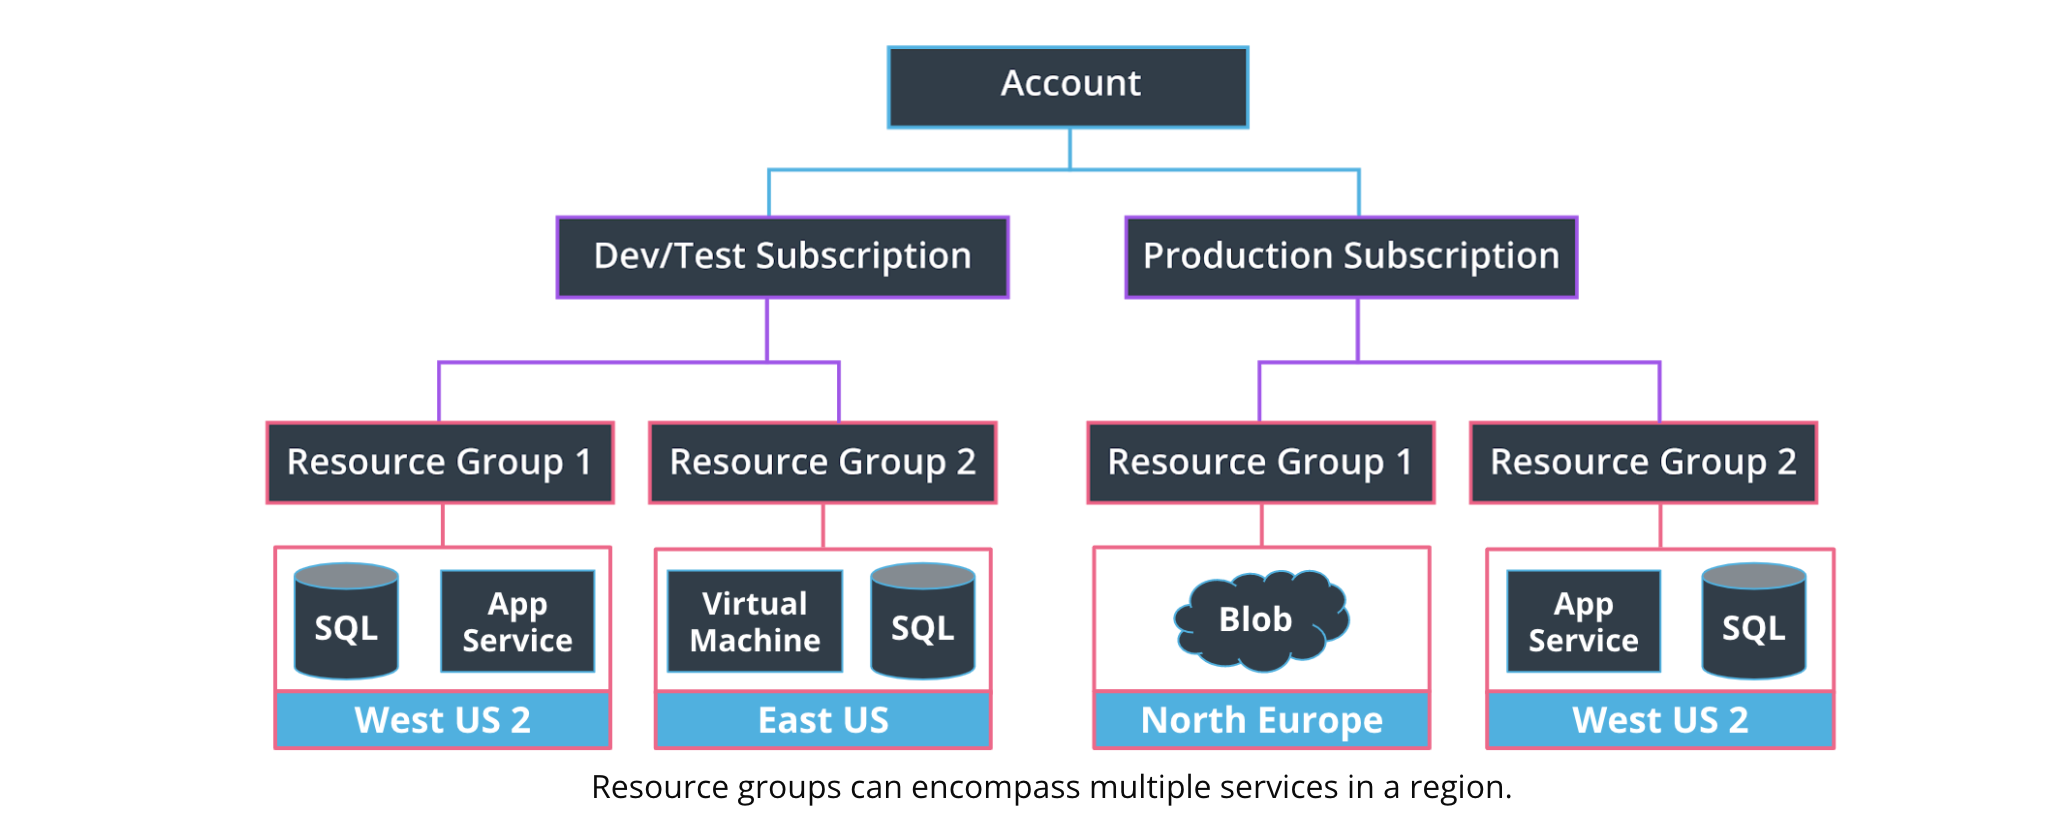 Account
Dev/Test Subscription
Production Subscription
Resource Group 1
Resource Group 2
Resource Group 1
Resource Group 2
SQL
App
Service
Virtual
Machine
SQL
Blob
App
Service
SQL
West US 2
East US
North Europe
West US 2
Resource groups can encompass multiple services in a region.